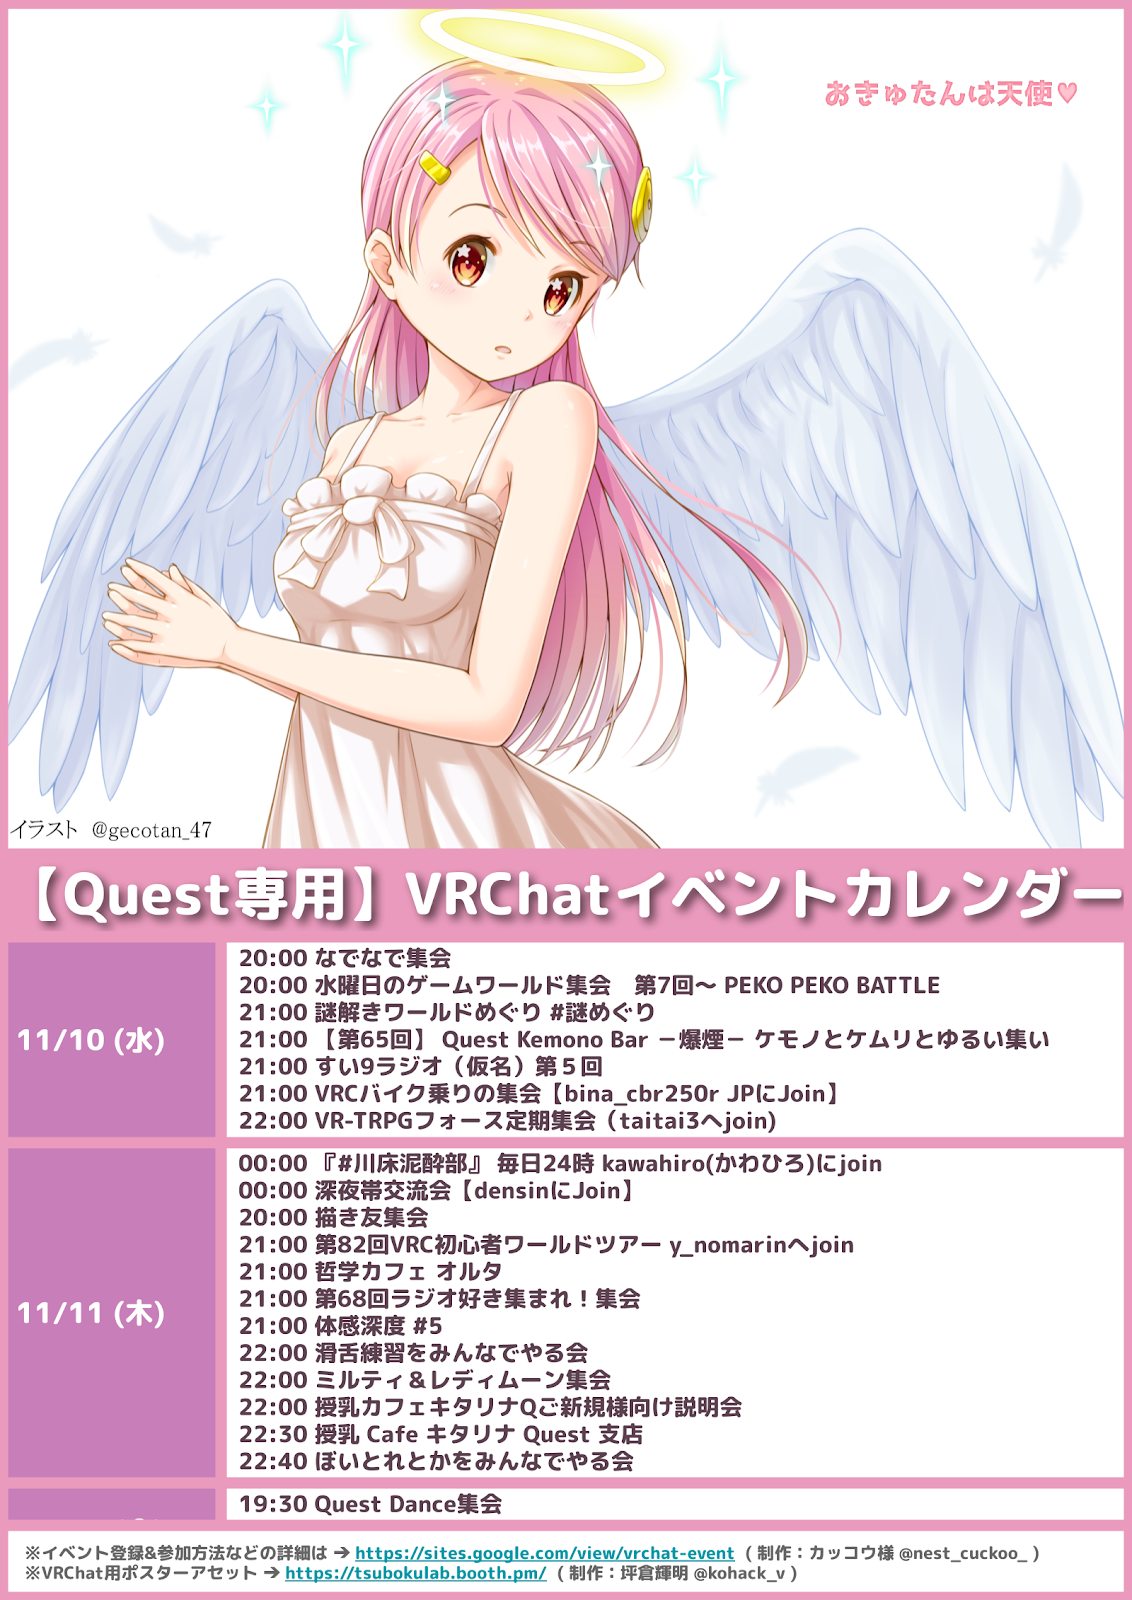 おきゅたんは天使♥
イラスト @gecotan_47
【Quest専用】VRChatイベントカレンダー
11/10 (水)
20:00 なでなで集会
20:00 水曜日のゲームワールド集会　第7回～ PEKO PEKO BATTLE
21:00 謎解きワールドめぐり #謎めぐり
21:00 【第65回】 Quest Kemono Bar －爆煙－ ケモノとケムリとゆるい集い
21:00 すい9ラジオ（仮名）第５回
21:00 VRCバイク乗りの集会【bina_cbr250r JPにJoin】
22:00 VR-TRPGフォース定期集会（taitai3へjoin)
11/11 (木)
00:00 『#川床泥酔部』 毎日24時 kawahiro(かわひろ)にjoin
00:00 深夜帯交流会【densinにJoin】
20:00 描き友集会
21:00 第82回VRC初心者ワールドツアー y_nomarinへjoin
21:00 哲学カフェ オルタ
21:00 第68回ラジオ好き集まれ！集会
21:00 体感深度 #5
22:00 滑舌練習をみんなでやる会
22:00 ミルティ＆レディムーン集会
22:00 授乳カフェキタリナQご新規様向け説明会
22:30 授乳 Cafe キタリナ Quest 支店
22:40 ぼいとれとかをみんなでやる会
19:30 Quest Dance集会
※イベント登録&参加方法などの詳細は → https://sites.google.com/view/vrchat-event ( 制作：カッコウ様 @nest_cuckoo_ )
※VRChat用ポスターアセット → https://tsubokulab.booth.pm/ ( 制作：坪倉輝明 @kohack_v )